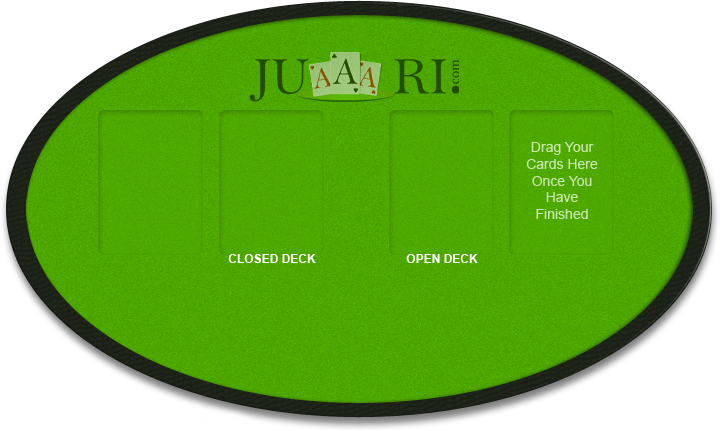 JUAAARI.com
Drag Your
Cards Here
Once You
Have
Finished
CLOSED DECK
OPEN DECK